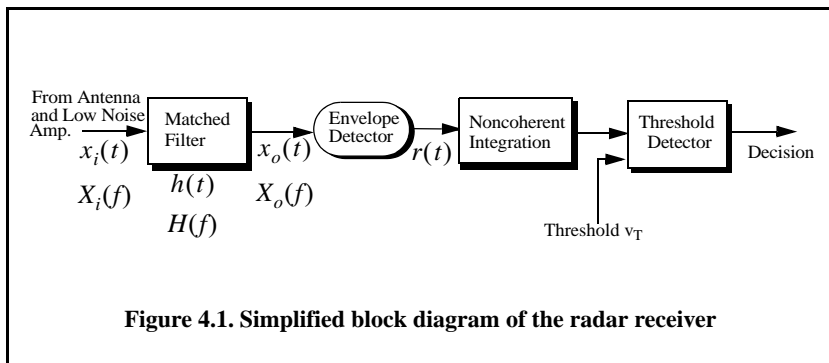 From Antenna
and Low Noise
Amp.
x_i(t)
X_i(f)
Matched
Filter
h(t)
H(f)
x_o(t)
X_o(f)
Envelope
Detector
r(t)
Noncoherent
Integration
Threshold
Detector
Decision
Threshold v_T
Figure 4.1. Simplified block diagram of the radar receiver